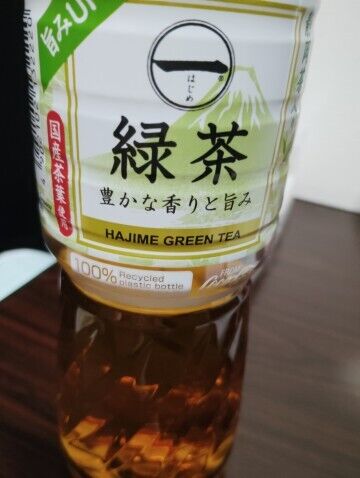 旨みUP
一
はじめ
緑茶
豊かな香りと旨み
HAJIME GREEN TEA
国産茶葉使用
100% Recycled
plastic bottle
FROM